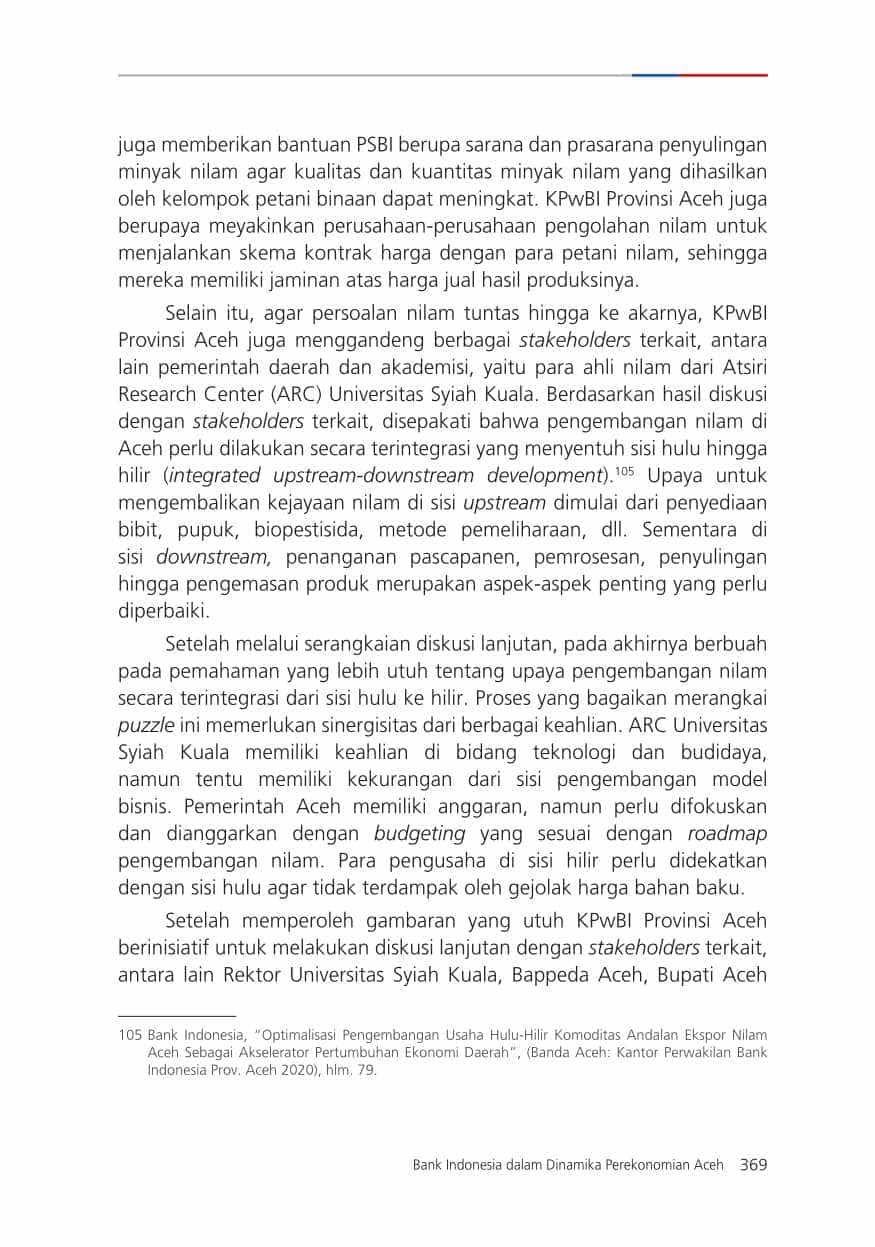 juga memberikan bantuan PSBI berupa sarana dan prasarana penyulingan
minyak nilam agar kualitas dan kuantitas minyak nilam yang dihasilkan
oleh kelompok petani binaan dapat meningkat. KPwBI Provinsi Aceh juga
berupaya meyakinkan perusahaan-perusahaan pengolahan nilam untuk
menjalankan skema kontrak harga dengan para petani nilam, sehingga
mereka memiliki jaminan atas harga jual hasil produksinya.
Selain itu, agar persoalan nilam tuntas hingga ke akarnya, KPwBI
Provinsi Aceh juga menggandeng berbagai stakeholders terkait, antara
lain pemerintah daerah dan akademisi, yaitu para ahli nilam dari Atsiri
Research Center (ARC) Universitas Syiah Kuala. Berdasarkan hasil diskusi
dengan stakeholders terkait, disepakati bahwa pengembangan nilam di
Aceh perlu dilakukan secara terintegrasi yang menyentuh sisi hulu hingga
hilir (integrated upstream-downstream development).105 Upaya untuk
mengembalikan kejayaan nilam di sisi upstream dimulai dari penyediaan
bibit, pupuk, biopestisida, metode pemeliharaan, dll. Sementara di
sisi downstream, penanganan pascapanen, pemrosesan, penyulingan
hingga pengemasan produk merupakan aspek-aspek penting yang perlu
diperbaiki.
Setelah melalui serangkaian diskusi lanjutan, pada akhirnya berbuah
pada pemahaman yang lebih utuh tentang upaya pengembangan nilam
secara terintegrasi dari sisi hulu ke hilir. Proses yang bagaikan merangkai
puzzle ini memerlukan sinergisitas dari berbagai keahlian. ARC Universitas
Syiah Kuala memiliki keahlian di bidang teknologi dan budidaya,
namun tentu memiliki kekurangan dari sisi pengembangan model
bisnis. Pemerintah Aceh memiliki anggaran, namun perlu difokuskan
dan dianggarkan dengan budgeting yang sesuai dengan roadmap
pengembangan nilam. Para pengusaha di sisi hilir perlu didekatkan
dengan sisi hulu agar tidak terdampak oleh gejolak harga bahan baku.
Setelah memperoleh gambaran yang utuh KPwBI Provinsi Aceh
berinisiatif untuk melakukan diskusi lanjutan dengan stakeholders terkait,
antara lain Rektor Universitas Syiah Kuala, Bappeda Aceh, Bupati Aceh
105 Bank Indonesia, “Optimalisasi Pengembangan Usaha Hulu-Hilir Komoditas Andalan Ekspor Nilam
Aceh Sebagai Akselerator Pertumbuhan Ekonomi Daerah”, (Banda Aceh: Kantor Perwakilan Bank
Indonesia Prov. Aceh 2020), hlm. 79.
Bank Indonesia dalam Dinamika Perekonomian Aceh 369